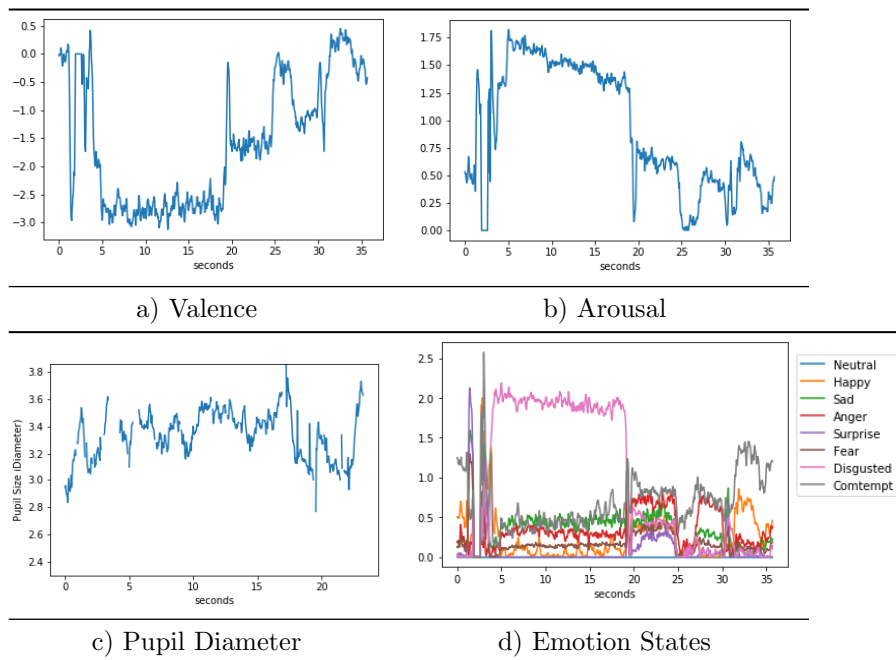 0.5
0.0
−0.5
−1.0
−1.5
−2.0
−2.5
−3.0
0 5 10 15 20 25 30 35
seconds
1.75
1.50
1.25
1.00
0.75
0.50
0.25
0.00
0 5 10 15 20 25 30 35
seconds
a) Valence
b) Arousal
3.8
3.6
3.4
3.2
3.0
2.8
2.6
2.4
Pupil Size (Diameter)
0 5 10 15 20
seconds
2.5
2.0
1.5
1.0
0.5
0.0
0 5 10 15 20 25 30 35
seconds
Neutral
Happy
Sad
Anger
Surprise
Fear
Disgusted
Comtempt
c) Pupil Diameter
d) Emotion States